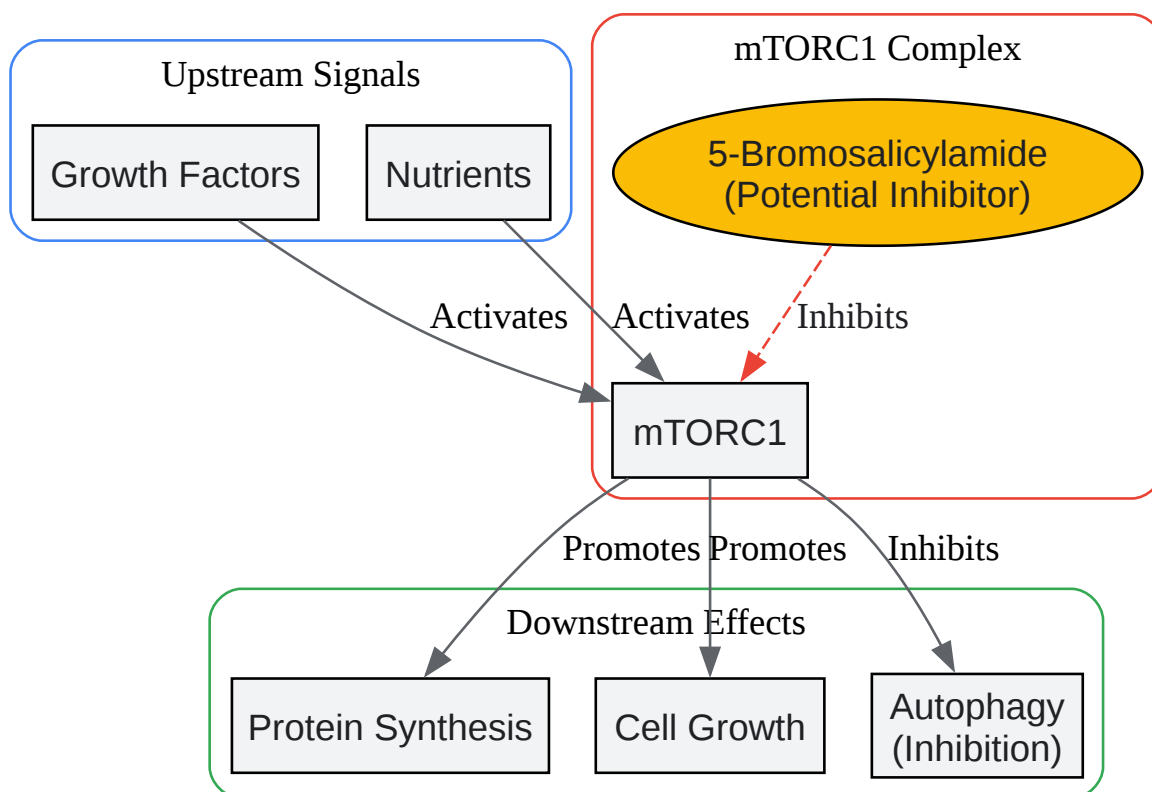 Upstream Signals
mTORC1 Complex
Growth Factors
Nutrients
5-Bromosalicylamide
(Potential Inhibitor)
Activates
Activates
Inhibits
mTORC1
Promotes
Promotes
Inhibits
Downstream Effects
Protein Synthesis
Cell Growth
Autophagy
(Inhibition)